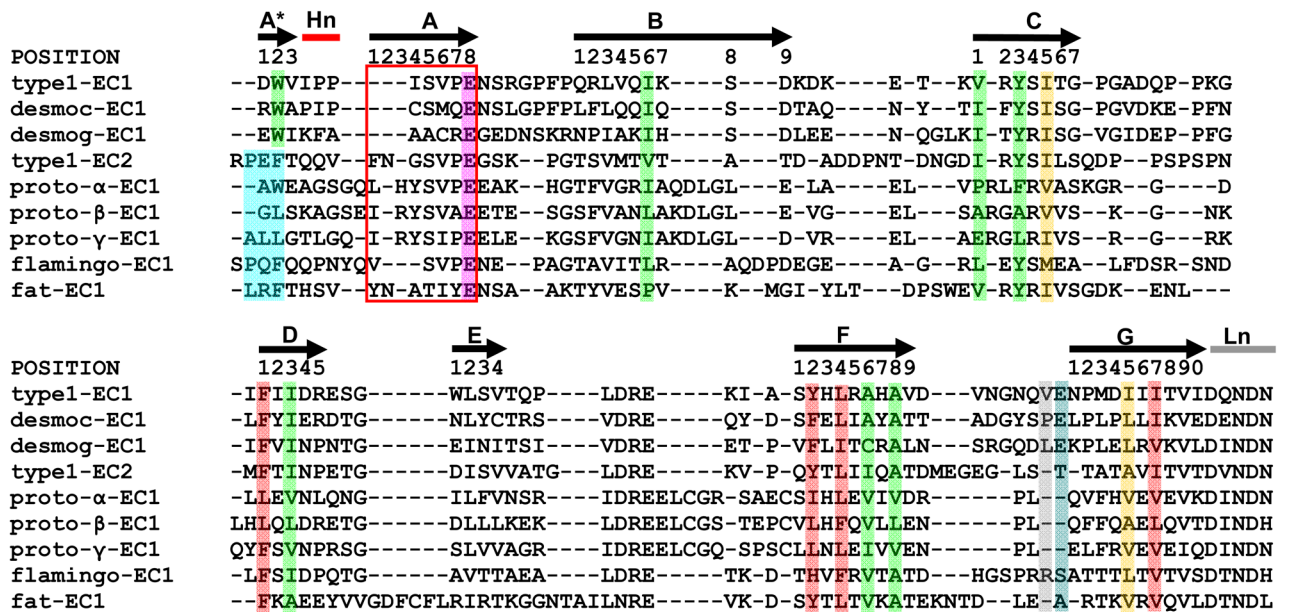 A* Hn A B C
POSITION 123 12345678 1234567 8 9 1 234567
type1-EC1 --DWVIPP----ISVPENSRGPFPQRLVQIK----S---DKDK----E-T--KV-RYSITG-PGADQP-PKG
desmoc-EC1 --RWAPIP----CSMQENSLGPFPLFLQQIQ----S---DTAQ----N-YT-I-FYSISG-PGVDKE-PFN
desmog-EC1 --EWIKFA----AACREGEDNSKRNPIAKIH----S---DLEE----N-QGLKI-TYRISG-VGIDEP-PFG
type1-EC2 RPEFTQQV--FN-GSVPEGSK--PGTSVMTVT----A---TD-ADDPNT-DNGDI-RYSILSQDP--PSPSPN
proto-α-EC1 --AWEAGSGQL-HYSVPEEAK--HGTFVGRIAQDLGL---E-LA----EL---VPRLFRVASKGR--G----D
proto-β-EC1 --GLSKAGSEI-RYSVAEETE--SGSFVANLAKDLGL---E-VG----EL---SARGARVVS--K--G---NK
proto-γ-EC1 -ALLGTLGQ-I-RYSIPEELE--KGSFVGNIAKDLGL---D-VR----EL---AERGLRIVS--R--G---RK
flamingo-EC1 SPQFQQPNYQV---SVPENE--PAGTAVITLR----AQDPDEGE----A-G--RL-EYSMEA--LFDSR-SND
fat-EC1 -LRFTHSV--YN-ATIYENSA--AKTYVESPV----K--MGI-YLT---DPSWEV-RYRIVSGDK--ENL---
D E F G Ln
POSITION 12345 1234 123456789 1234567890
type1-EC1 -IFIIDRESG------WLSVTQP----LDRE-----KI-A-SYHLRAHAVD---VNGNQVENPMDIIITVIDQNDN
desmoc-EC1 -LFYIERDTG------NLYCTRS----VDRE-----QY-D-SFELIAYATT---ADGYSPELPLPLLIKVEDENDN
desmog-EC1 -IFVINPNTG------EINITSI----VDRE-----ET-P-VFLITCRALN---SRGQDLEKPLELRVKVLDINDN
type1-EC2 -MFTINPETG------DISVVATG---LDRE-----KV-P-QYTLIIQATDMEGEG-LS-T-TATAVITVTDVNDN
proto-α-EC1 -LLEVNLQNG------ILFVNSR----IDREELCGR-SAECSIHLEVIVDR------PL--QVFHVEVEVKDINDN
proto-β-EC1 LHLQLDRETG------DLLLKEK----LDREELCGS-TEPCVLHFQVLLEN------PL--QFFQAELQVTDINDH
proto-γ-EC1 QYFSVNPRSG------SLVVAGR----IDREELCGQ-SPSCLLNLEIVVEN------PL--ELFRVEVEIQDINDN
flamingo-EC1 -LFSIDPQTG------AVTTAEA----LDRE-----TK-D-THVFRVTATD---HGSPRRSATTTLTVTVSDTNDH
fat-EC1 --FKAEEYVVGDFCFLRIRTKGGNTAILNRE-----VK-D-SYTLTVKATEKNTD--LE-A-RTKVRVQVLDTNDL